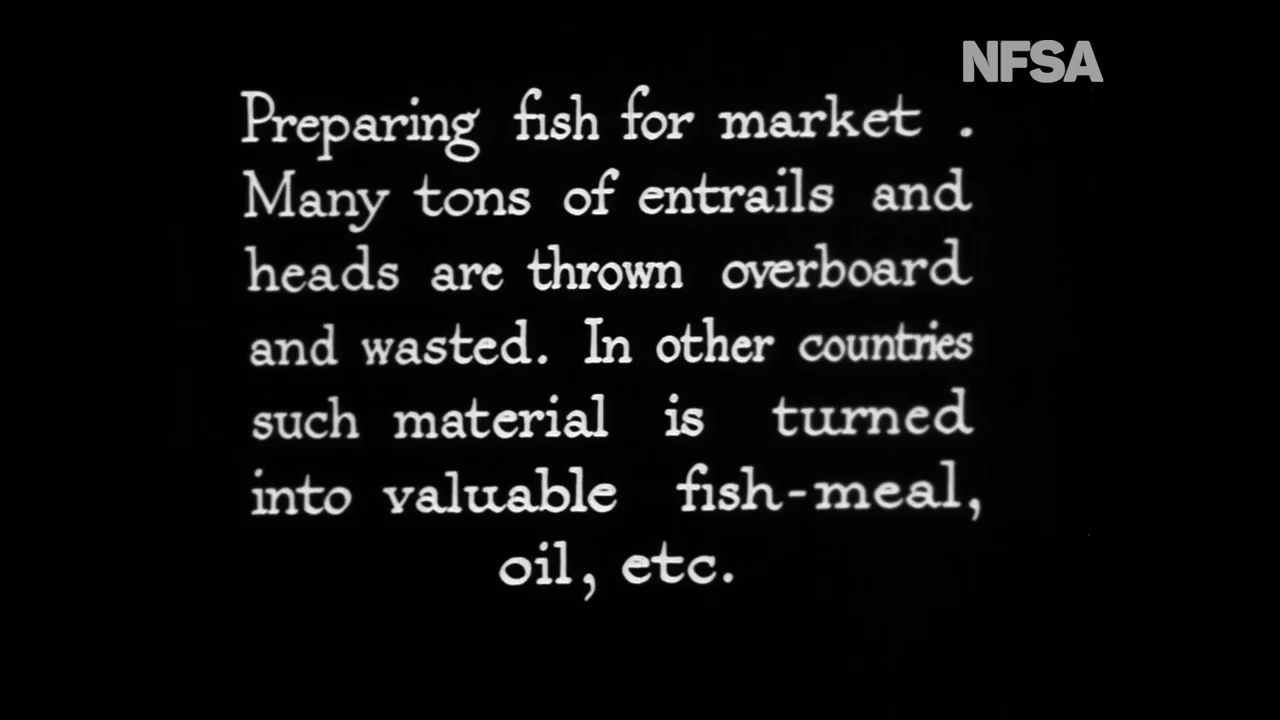 NFSA
Preparing fish for market .
Many tons of entrails and
heads are thrown overboard
and wasted. In other countries
such material is turned
into valuable fish-meal,
oil, etc.